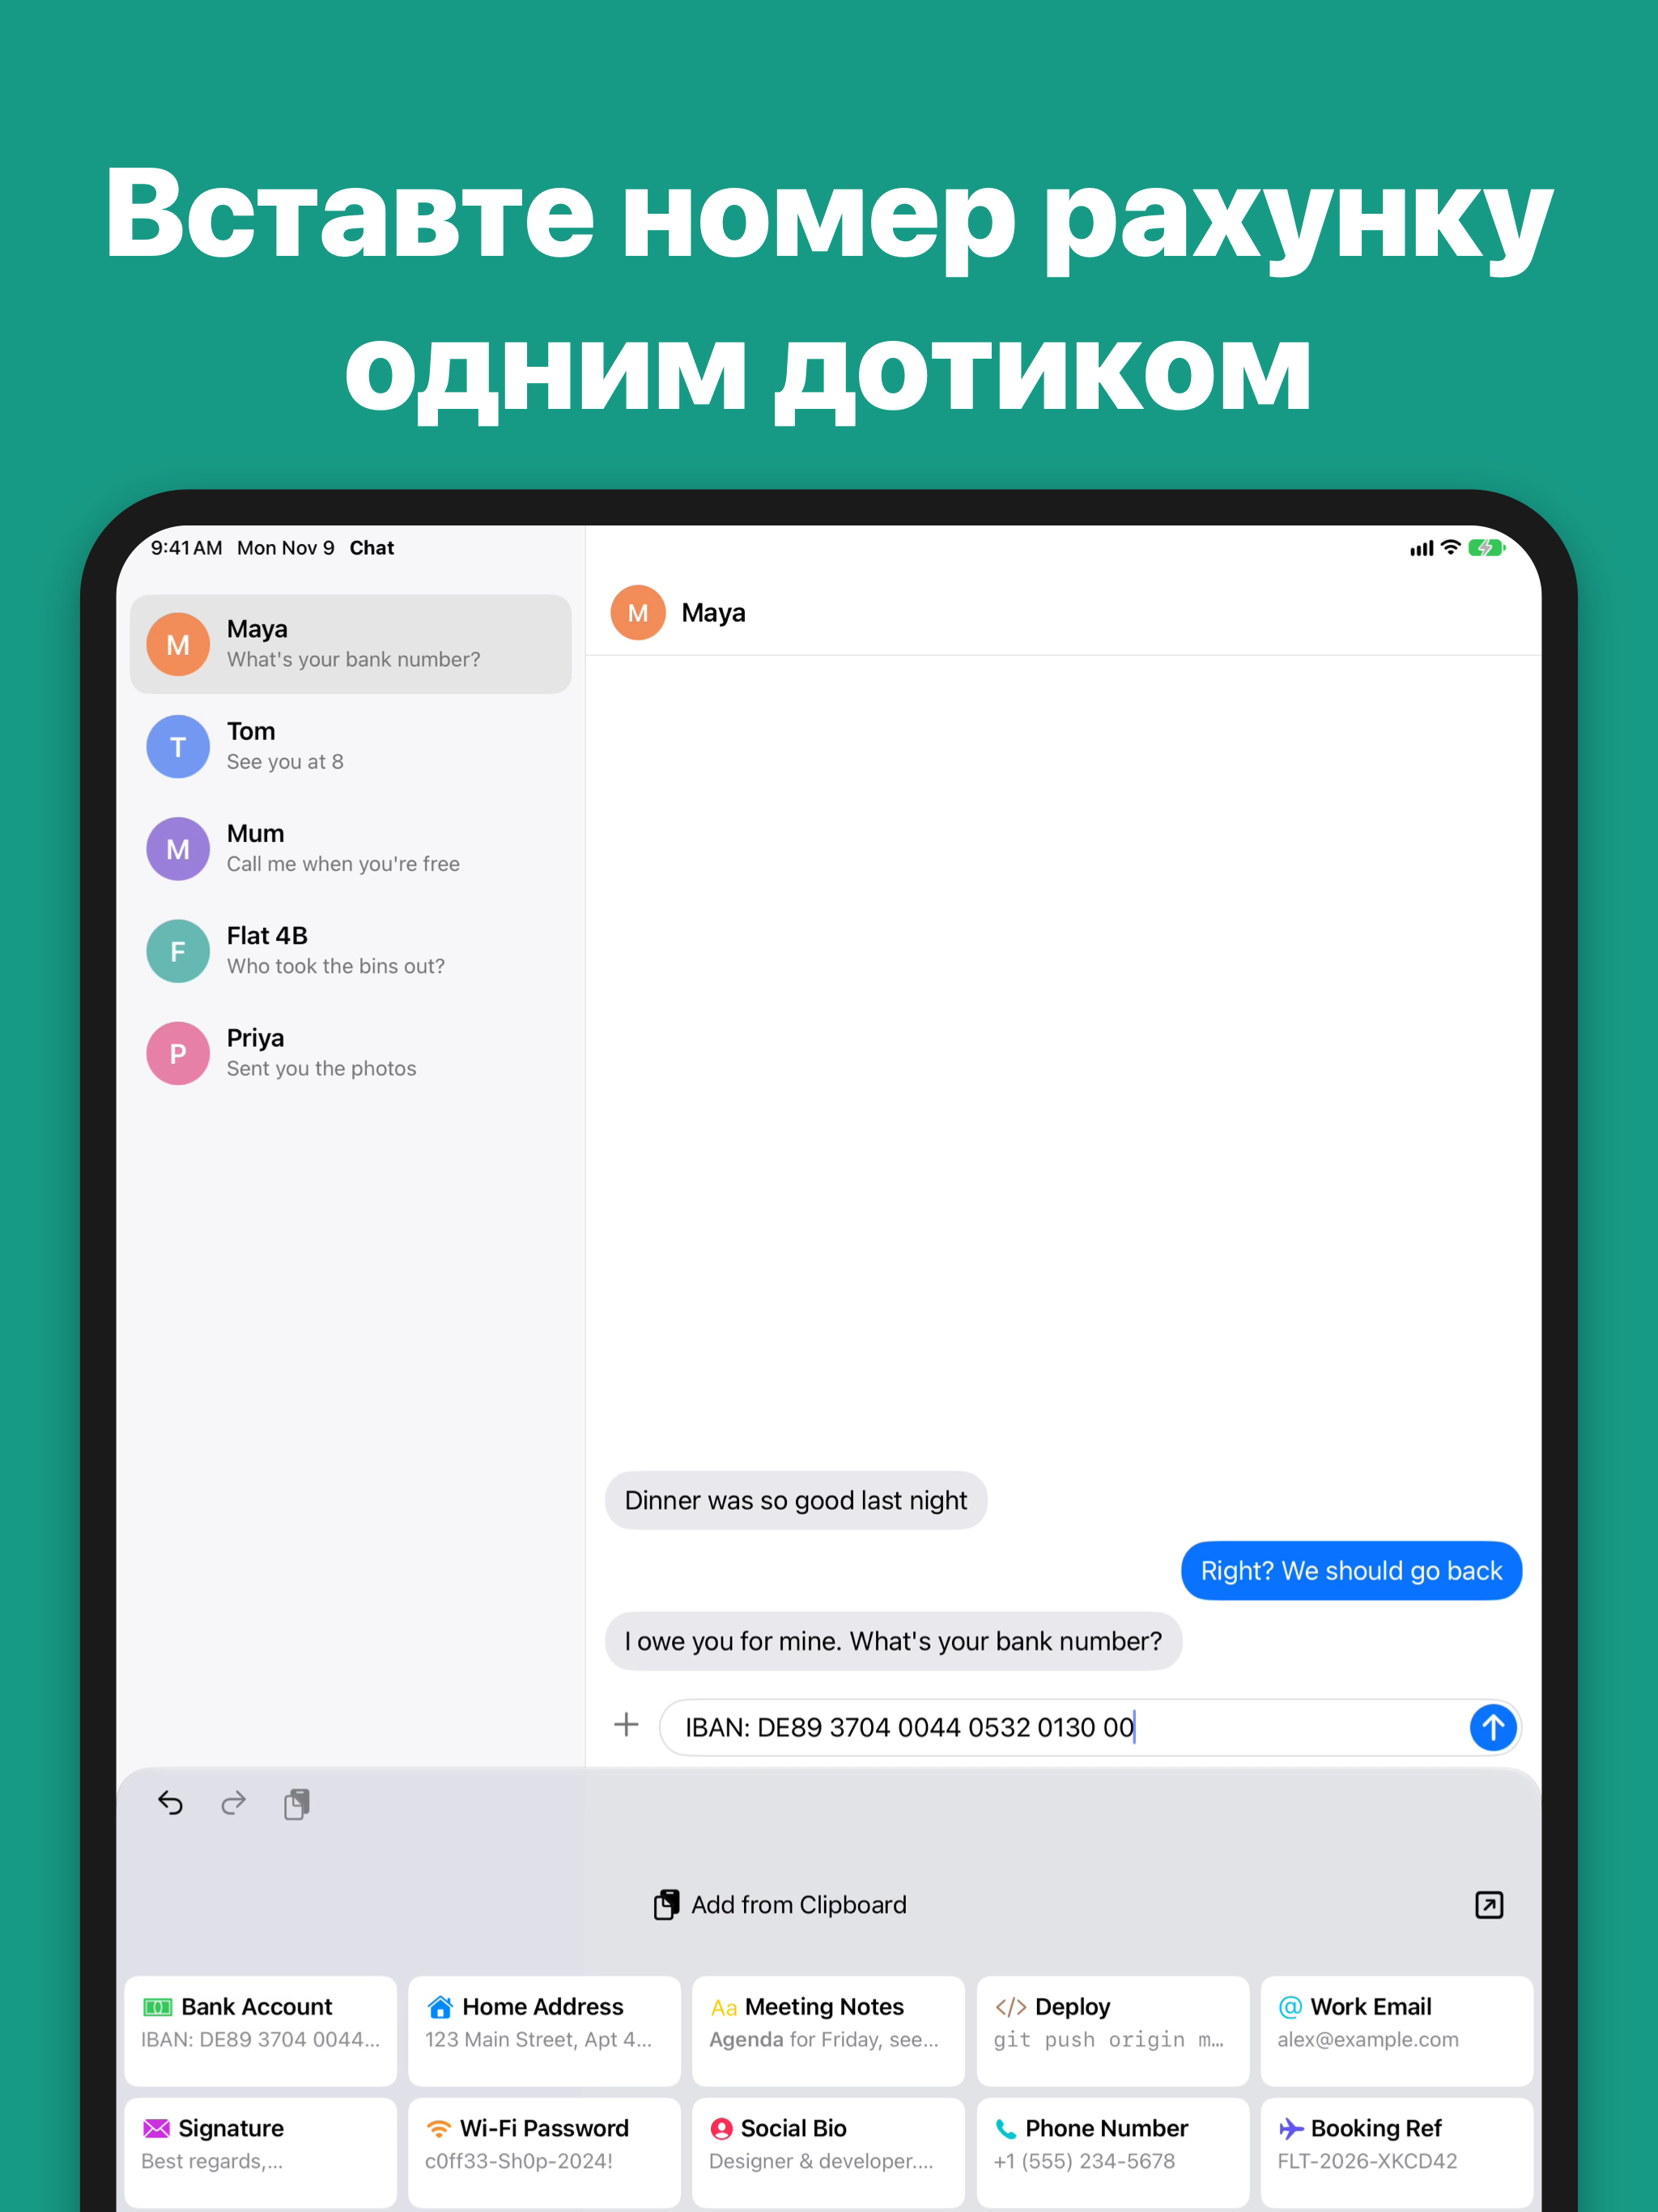 Вставте номер рахунку
одним дотиком
9:41 AM Mon Nov 9 Chat
M Maya
What's your bank number?
T Tom
See you at 8
M Mum
Call me when you're free
F Flat 4B
Who took the bins out?
P Priya
Sent you the photos
M Maya
Dinner was so good last night
Right? We should go back
I owe you for mine. What's your bank number?
IBAN: DE89 3704 0044 0532 0130 00
Add from Clipboard
Bank Account
IBAN: DE89 3704 0044...
Home Address
123 Main Street, Apt 4...
Aa Meeting Notes
Agenda for Friday, see...
</> Deploy
git push origin m...
@ Work Email
alex@example.com
Signature
Best regards,...
Wi-Fi Password
c0ff33-Sh0p-2024!
Social Bio
Designer & developer....
Phone Number
+1 (555) 234-5678
Booking Ref
FLT-2026-XKCD42